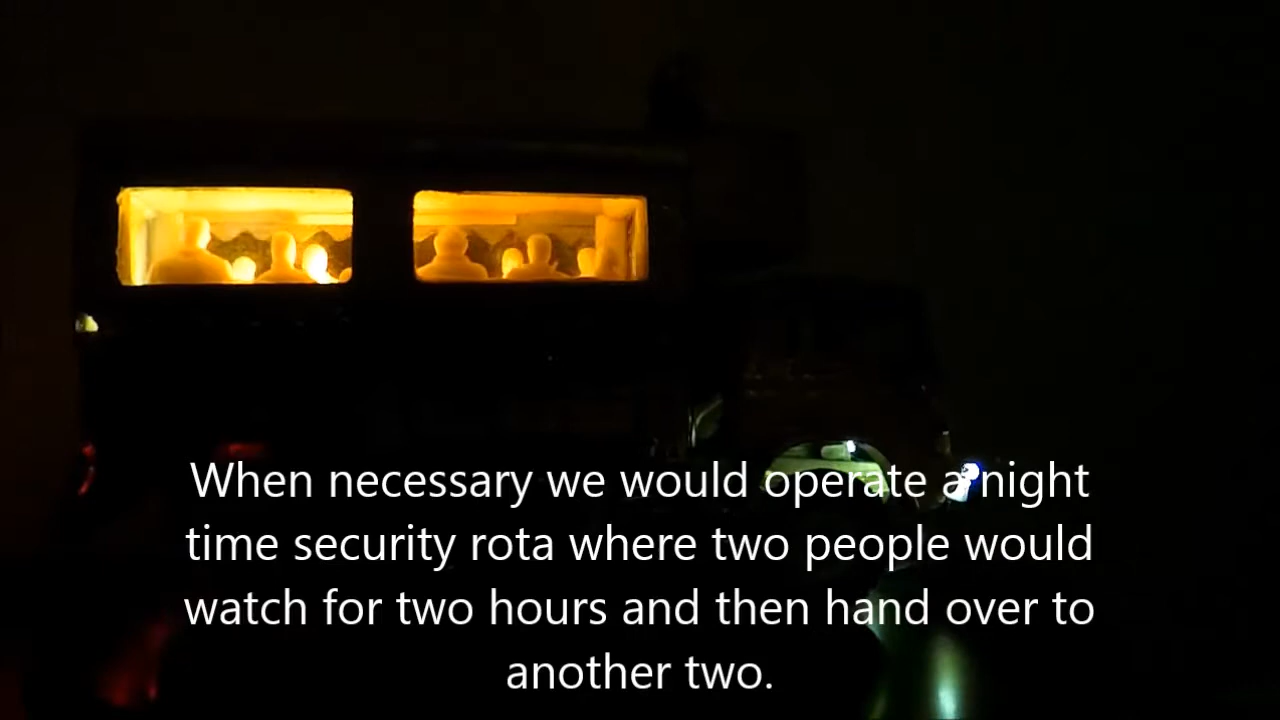 When necessary we would operate a night
time security rota where two people would
watch for two hours and then hand over to
another two.